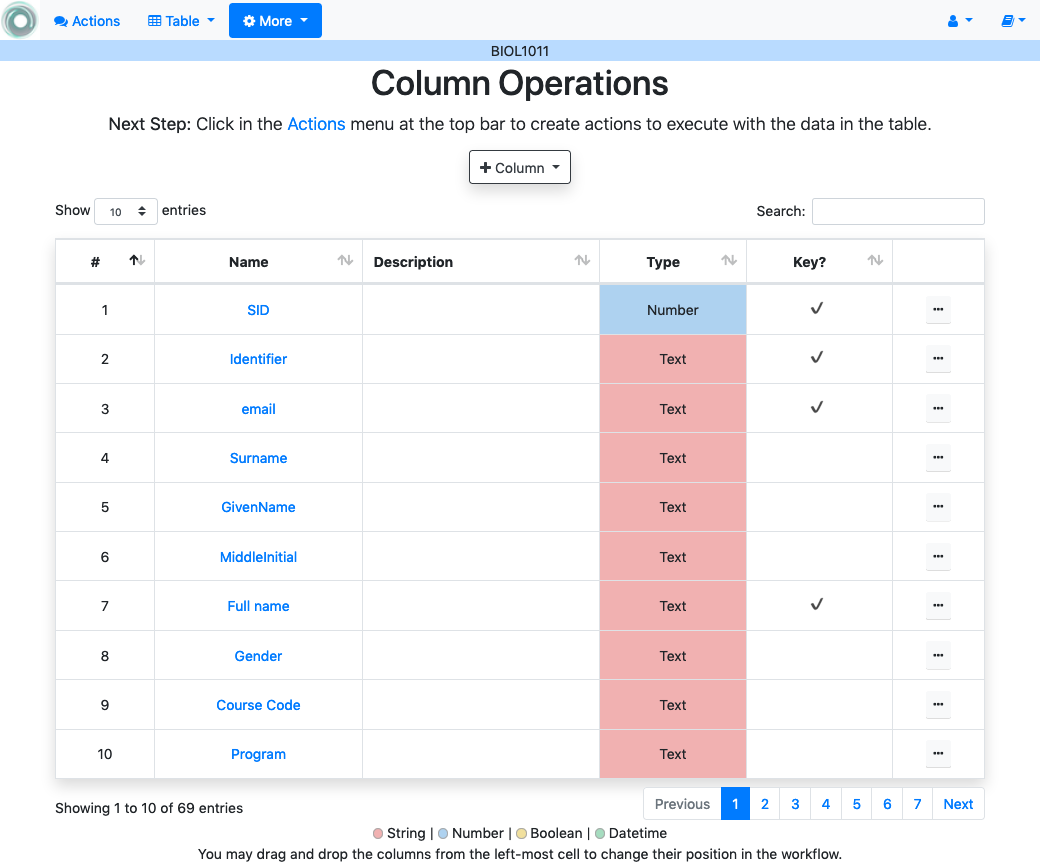 Actions Table More
BIOL1011
Column Operations
Next Step: Click in the Actions menu at the top bar to create actions to execute with the data in the table.
Column
Show 10 entries Search:
# Name Description Type Key?
1 SID Number ✓
2 Identifier Text ✓
3 email Text ✓
4 Surname Text
5 GivenName Text
6 MiddleInitial Text
7 Full name Text ✓
8 Gender Text
9 Course Code Text
10 Program Text
Showing 1 to 10 of 69 entries Previous 1 2 3 4 5 6 7 Next
String | Number | Boolean | Datetime
You may drag and drop the columns from the left-most cell to change their position in the workflow.